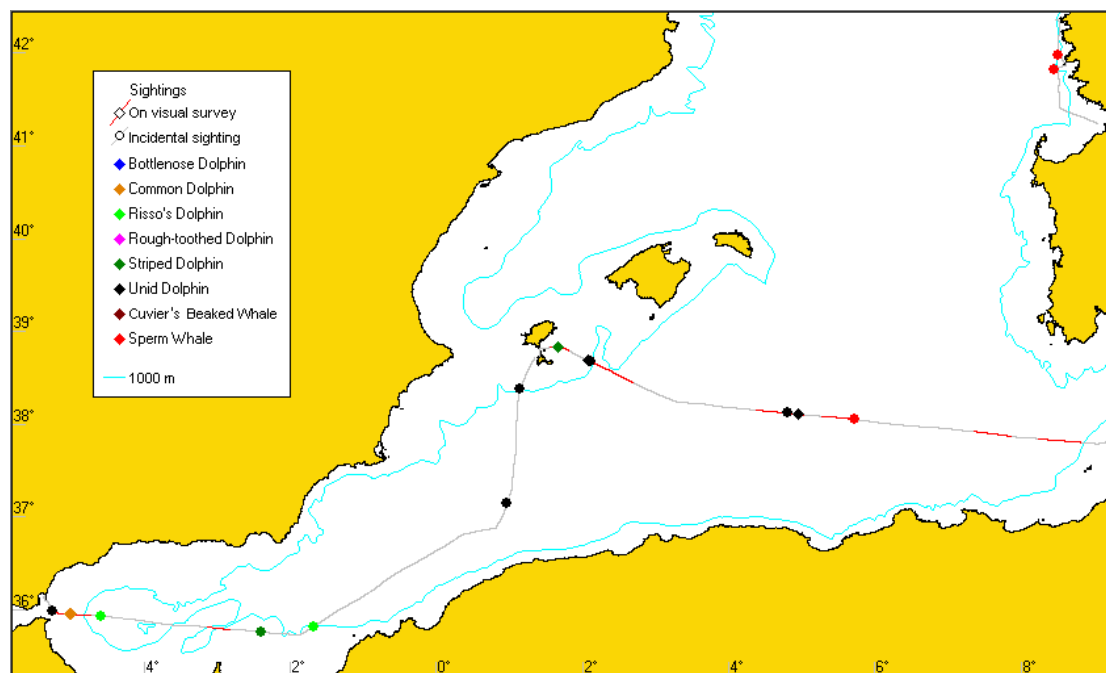 42°
41°
40°
39°
38°
37°
36°
Sightings
On visual survey
Incidental sighting
Bottlenose Dolphin
Common Dolphin
Risso's Dolphin
Rough-toothed Dolphin
Striped Dolphin
Unid Dolphin
Cuvier's Beaked Whale
Sperm Whale
1000 m
4° 2° 0° 2° 4° 6° 8°